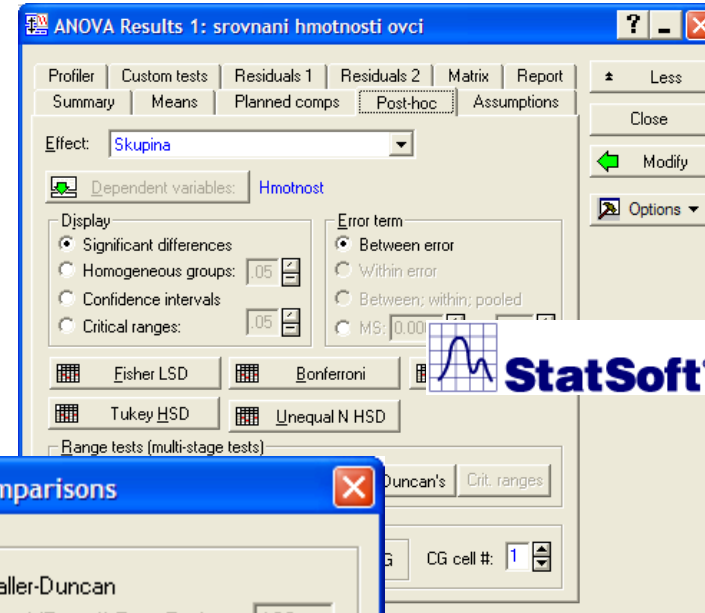 ANOVA Results 1: srovnani hmotnosti ovci
Profiler Custom tests Residuals 1 Residuals 2 Matrix Report
Summary Means Planned comps Post-hoc Assumptions
Less
Close
Modify
Options
Effect: Skupina
Dependent variables: Hmotnost
Display
Significant differences
Homogeneous groups: .05
Confidence intervals
Critical ranges: .05
Error term
Between error
Within error
Between; within; pooled
MS: 0.00
StatSoft
Fisher LSD Bonferroni
Tukey HSD Unequal N HSD
Range tests (multi-stage tests)
Duncan's Crit. ranges
G CG cell #: 1
mparisons
aller-Duncan